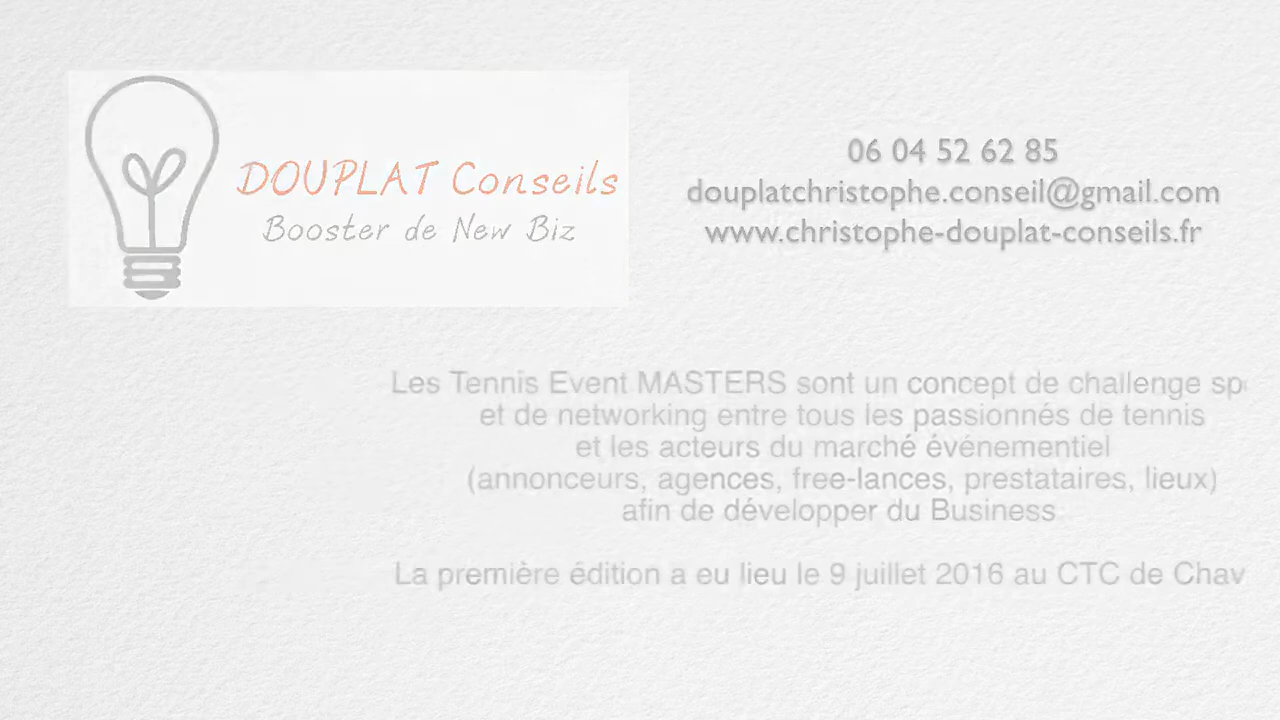 DOUPLAT Conseils
Booster de New Biz
06 04 52 62 85
douplatchristophe.conseil@gmail.com
www.christophe-douplat-conseils.fr
Les Tennis Event MASTERS sont un concept de challenge
et de networking entre tous les passionnés de tennis
et les acteurs du marché événementiel
(annonceurs, agences, free-lances, prestataires, lieux)
afin de développer du Business
La première édition a eu lieu le 9 juillet 2016 au CTC de